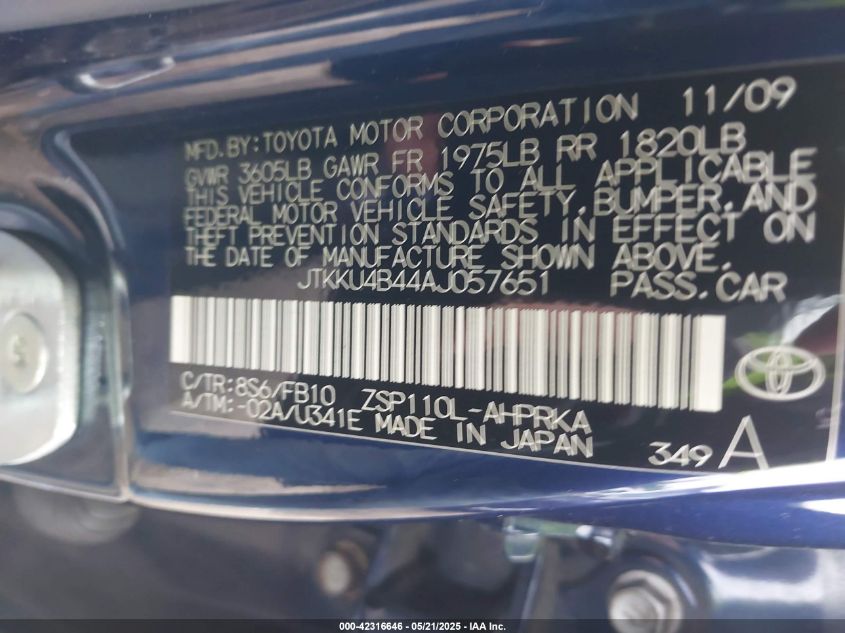 MFD.BY:TOYOTA MOTOR CORPORATION 11/09
GVWR 3605LB GAWR FR 1975LB RR 1820LB
THIS VEHICLE CONFORMS TO ALL APPLICABLE
FEDERAL MOTOR VEHICLE SAFETY,BUMPER,AND
THEFT PREVENTION STANDARDS IN EFFECT ON
THE DATE OF MANUFACTURE SHOWN ABOVE.
JTKKU4B44AJ057651 PASS.CAR
C/TR:8S6/FB10 ZSP110L-AHPRKA
A/TM:-02A/U341E MADE IN JAPAN
349 A
S
000-42316646 - 05/21/2025 - IAA Inc.